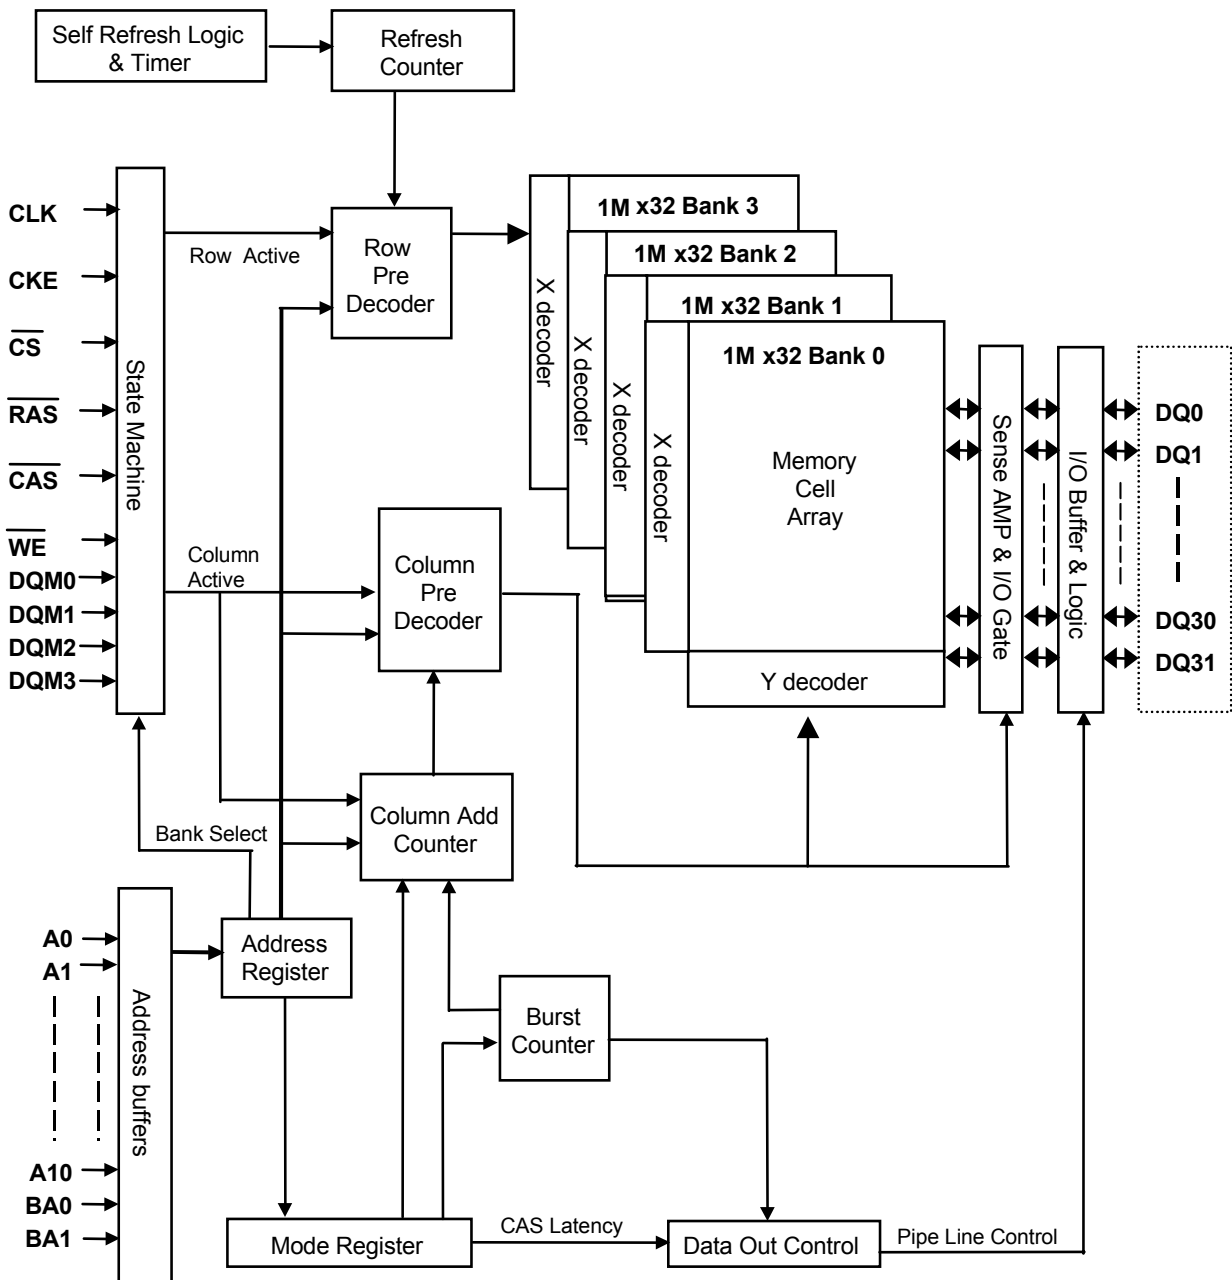 Self Refresh Logic
& Timer
Refresh
Counter
CLK
CKE
CS
RAS
CAS
WE
DQM0
DQM1
DQM2
DQM3
State Machine
Row Active
Row
Pre
Decoder
Column
Active
Column
Pre
Decoder
1M x32 Bank 3
1M x32 Bank 2
1M x32 Bank 1
1M x32 Bank 0
X decoder
X decoder
X decoder
X decoder
Memory
Cell
Array
Y decoder
Sense AMP & I/O Gate
I/O Buffer & Logic
DQ0
DQ1
DQ30
DQ31
Bank Select
Column Add
Counter
A0
A1
A10
BA0
BA1
Address buffers
Address
Register
Burst
Counter
Mode Register
CAS Latency
Data Out Control
Pipe Line Control